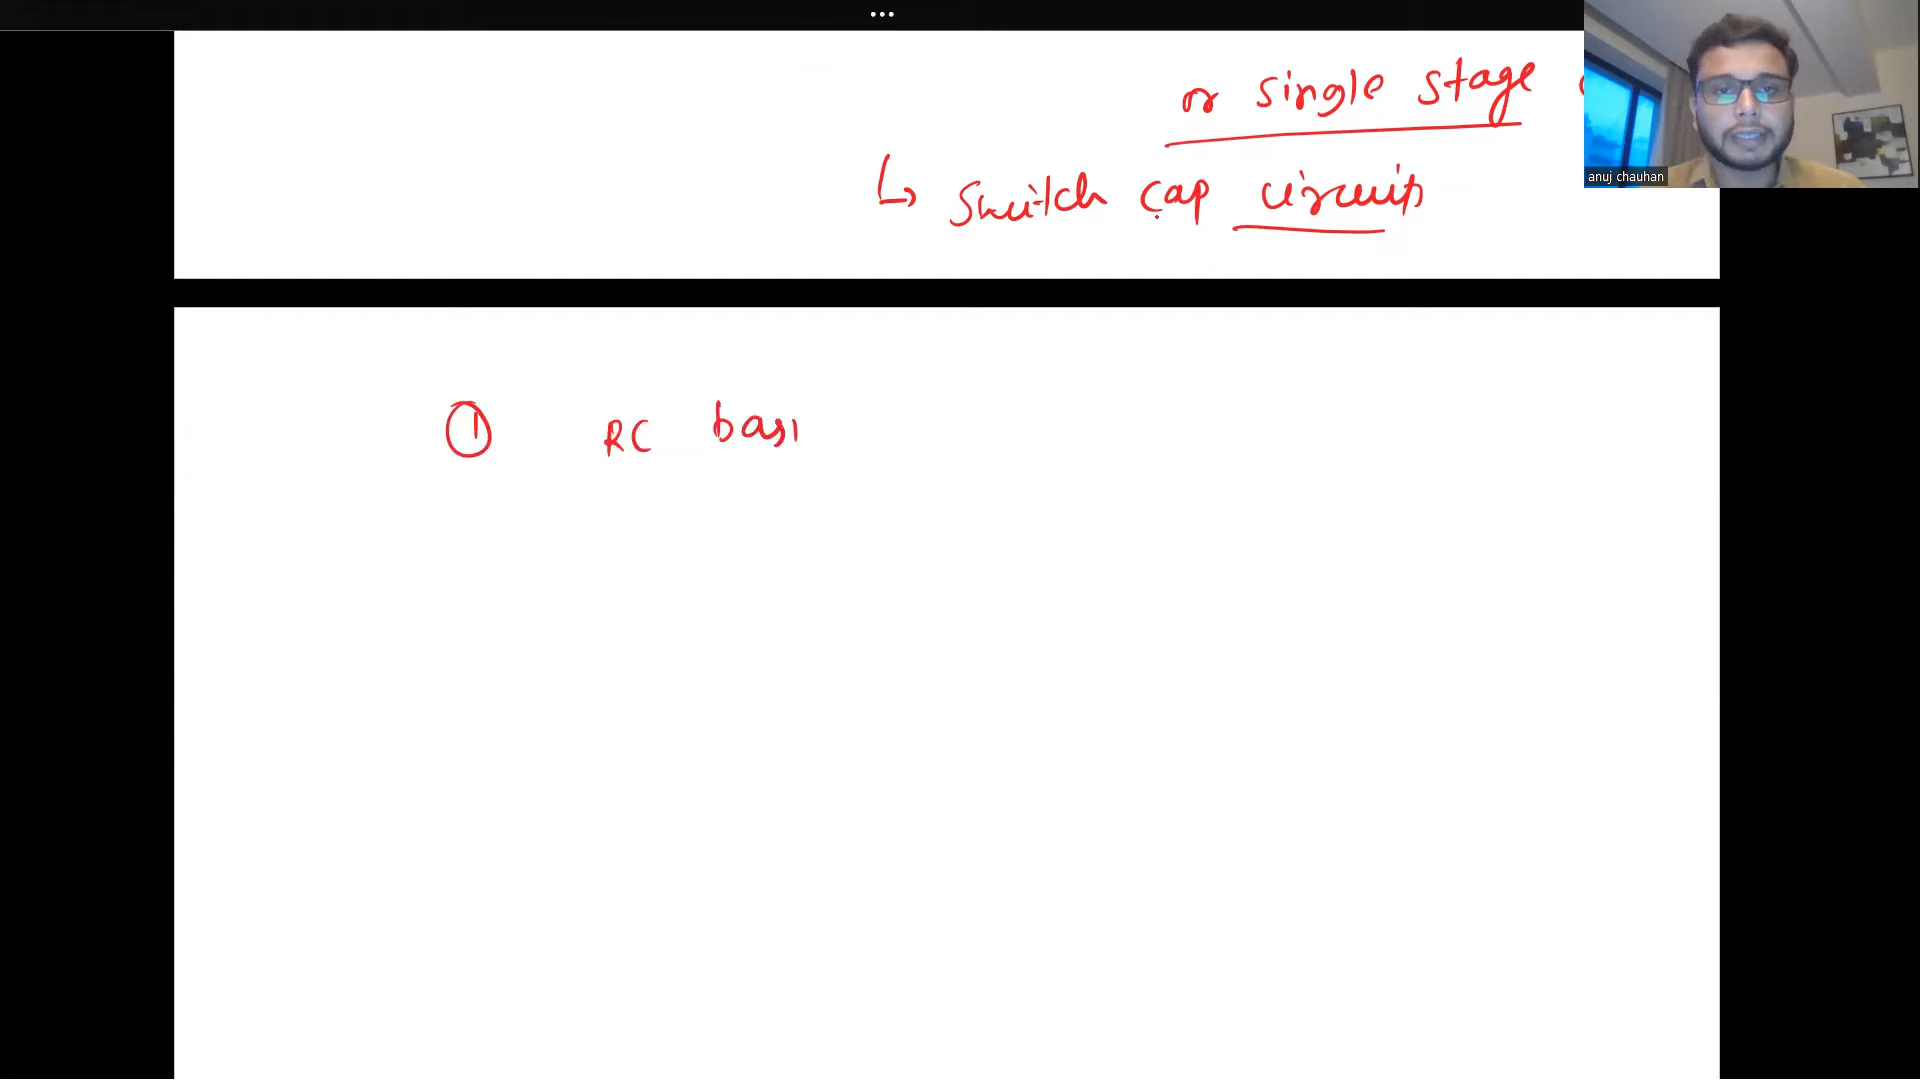 ...
or single stage
anuj chauhan
↳ Switch cap circuits
① RC basi